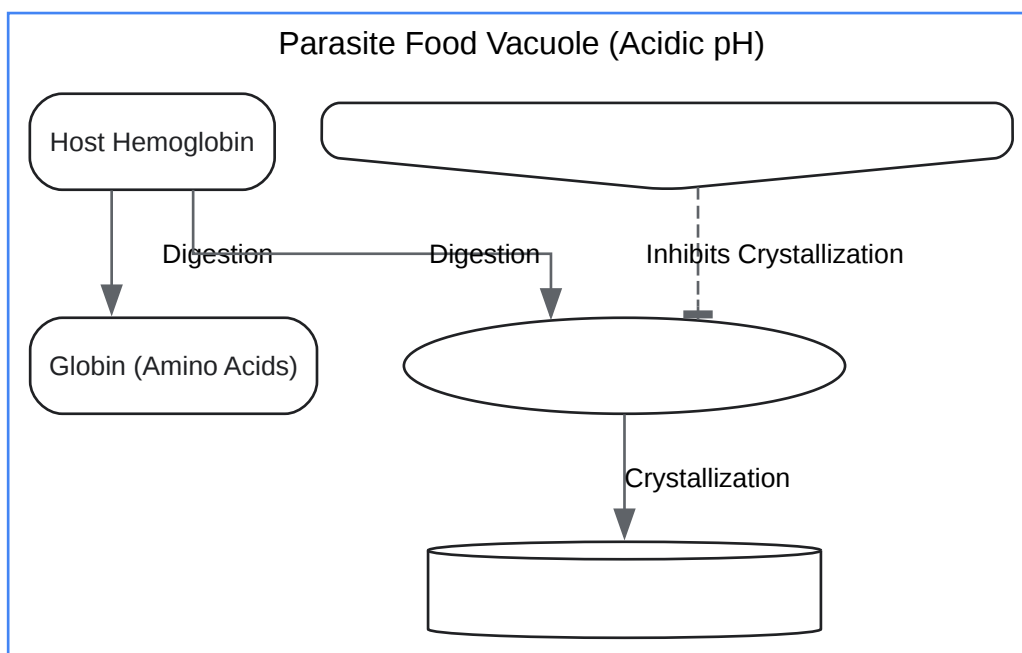 Parasite Food Vacuole (Acidic pH)
Host Hemoglobin
Digestion
Digestion
Inhibits Crystallization
Globin (Amino Acids)
Crystallization